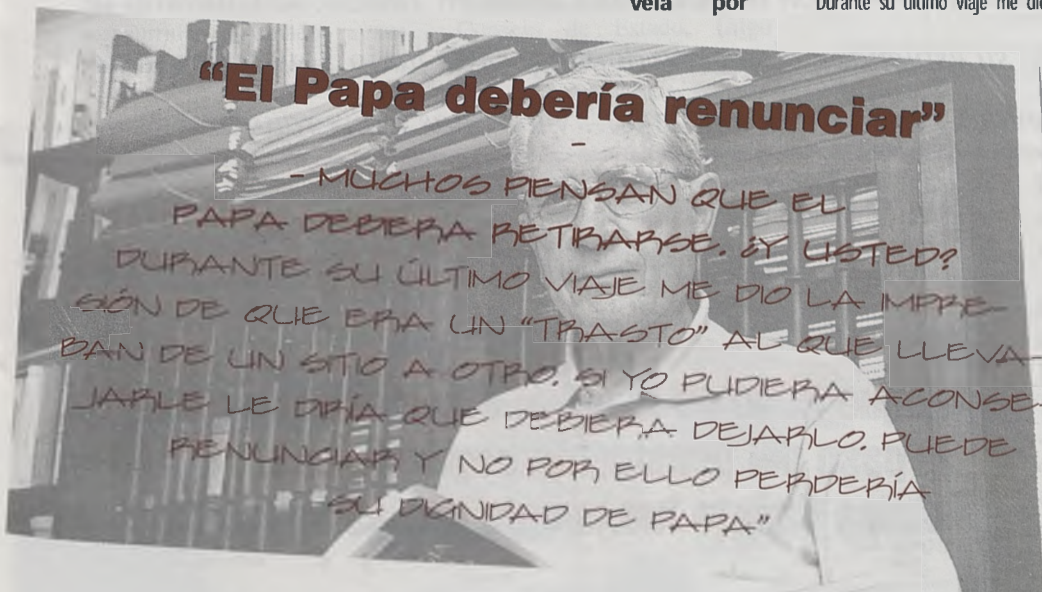 veía por Durante su último viaje me dio
“El Papa debería renunciar”
–
– MUCHOS PIENSAN QUE EL
PAPA DEBIERA RETIRARSE. ¿Y USTED?
DURANTE SU ÚLTIMO VIAJE ME DIO LA IMPRE-
SIÓN DE QUE ERA UN “TRASTO” AL QUE LLEVA-
BAN DE UN SITIO A OTRO. SI YO PUDIERA ACONSE-
JARLE LE DIRÍA QUE DEBIERA DEJARLO. PUEDE
RENUNCIAR Y NO POR ELLO PERDERÍA
SU DIGNIDAD DE PAPA”